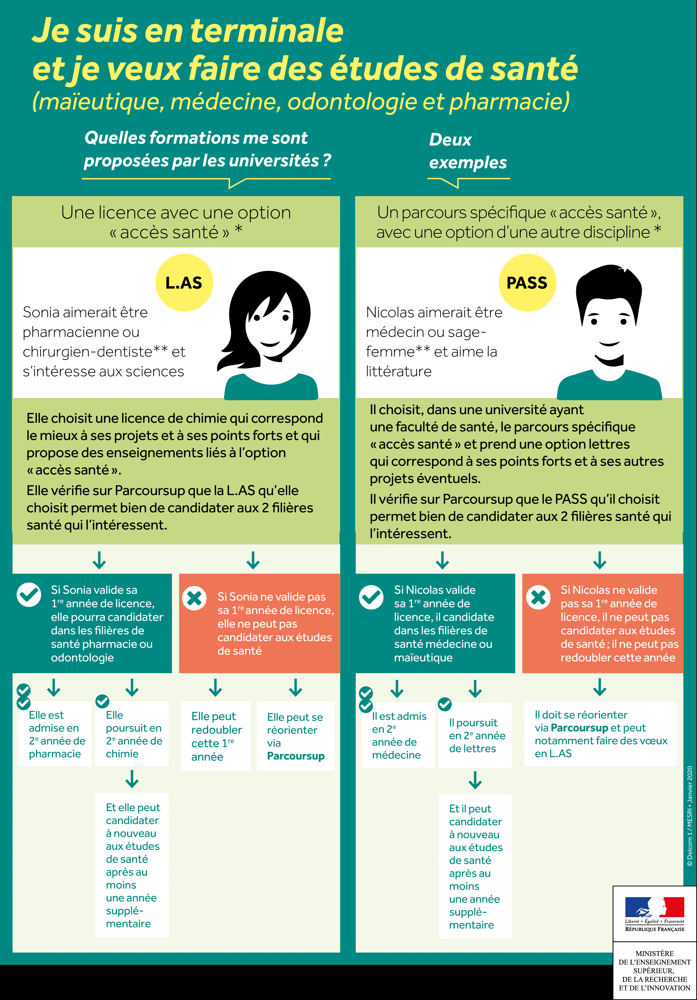 Je suis en terminale
et je veux faire des études de santé
(maïeutique, médecine, odontologie et pharmacie)
Quelles formations me sont
proposées par les universités ?
Deux
exemples
Une licence avec une option
« accès santé » *
L.AS
Sonia aimerait être
pharmacienne ou
chirurgien-dentiste** et
s'intéresse aux sciences
Elle choisit une licence de chimie qui correspond
le mieux à ses projets et à ses points forts et qui
propose des enseignements liés à l'option
« accès santé ».
Elle vérifie sur Parcoursup que la L.AS qu'elle
choisit permet bien de candidater aux 2 filières
santé qui l'intéressent.
Si Sonia valide sa
1re année de licence,
elle pourra candidater
dans les filières de
santé pharmacie ou
odontologie
Si Sonia ne valide pas
sa 1re année de licence,
elle ne peut pas
candidater aux études
de santé
Elle est
admise en
2e année de
pharmacie
Elle
poursuit en
2e année de
chimie
Elle peut
redoubler
cette 1re
année
Elle peut se
réorienter
via
Parcoursup
Et elle peut
candidater
à nouveau
aux études
de santé
après au
moins
une année
supplé-
mentaire
Un parcours spécifique « accès santé »,
avec une option d'une autre discipline *
PASS
Nicolas aimerait être
médecin ou sage-
femme** et aime la
littérature
Il choisit, dans une université ayant
une faculté de santé, le parcours spécifique
« accès santé » et prend une option lettres
qui correspond à ses points forts et à ses autres
projets éventuels.
Il vérifie sur Parcoursup que le PASS qu'il choisit
permet bien de candidater aux 2 filières santé qui
l'intéressent.
Si Nicolas valide
sa 1re année de
licence, il candidate
dans les filières de
santé médecine ou
maïeutique
Si Nicolas ne valide
pas sa 1re année de
licence, il ne peut pas
candidater aux études
de santé ; il ne peut pas
redoubler cette année
Il est admis
en 2e
année de
médecine
Il poursuit
en 2e année
de lettres
Il doit se réorienter
via Parcoursup et peut
notamment faire des vœux
en L.AS
Et il peut
candidater
à nouveau
aux études
de santé
après au
moins
une année
supplé-
mentaire
© Delcom 1 / MESRI • Janvier 2020
Liberté • Égalité • Fraternité
RÉPUBLIQUE FRANÇAISE
MINISTÈRE
DE L'ENSEIGNEMENT
SUPÉRIEUR,
DE LA RECHERCHE
ET DE L'INNOVATION